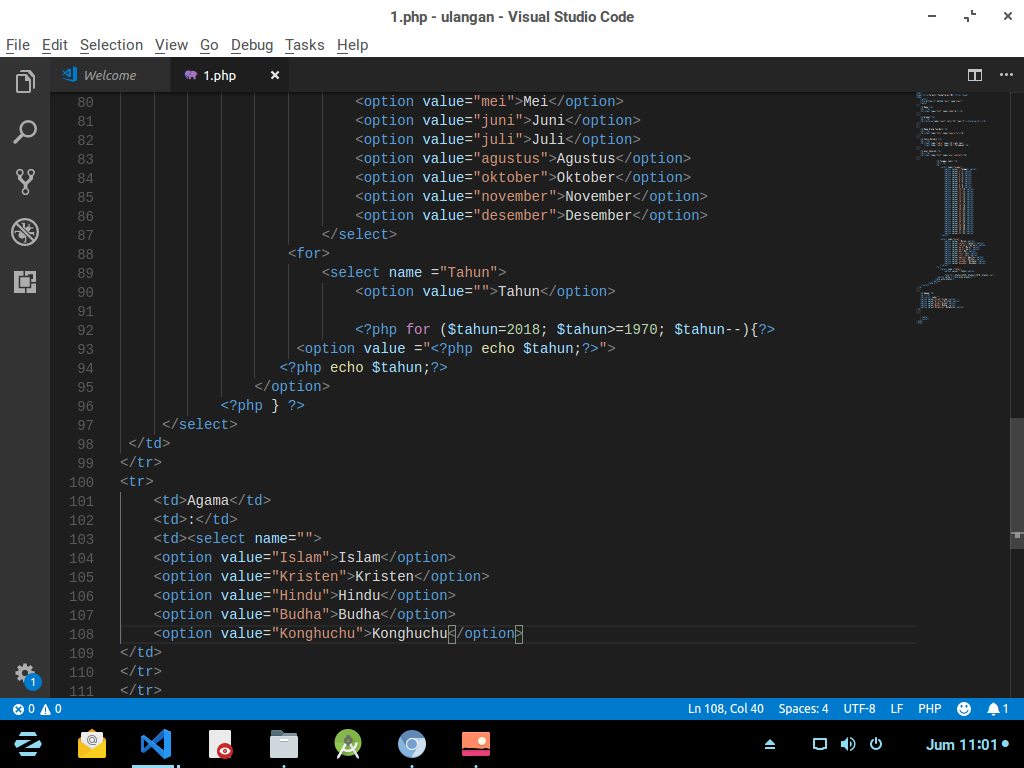 1.php - ulangan - Visual Studio Code
File Edit Selection View Go Debug Tasks Help
Welcome 1.php
80 <option value="mei">Mei</option>
81 <option value="juni">Juni</option>
82 <option value="juli">Juli</option>
83 <option value="agustus">Agustus</option>
84 <option value="oktober">Oktober</option>
85 <option value="november">November</option>
86 <option value="desember">Desember</option>
87 </select>
88 <for>
89 <select name ="Tahun">
90 <option value="">Tahun</option>
91
92 <?php for ($tahun=2018; $tahun>=1970; $tahun--){?>
93 <option value ="<?php echo $tahun;?>">
94 <?php echo $tahun;?>
95 </option>
96 <?php } ?>
97 </select>
98 </td>
99 </tr>
100 <tr>
101 <td>Agama</td>
102 <td>:</td>
103 <td><select name="">
104 <option value="Islam">Islam</option>
105 <option value="Kristen">Kristen</option>
106 <option value="Hindu">Hindu</option>
107 <option value="Budha">Budha</option>
108 <option value="Konghuchu">Konghuchu</option>
109 </td>
110 </tr>
111 </tr>
1
0 0 Ln 108, Col 40 Spaces: 4 UTF-8 LF PHP 1
Jum 11:01